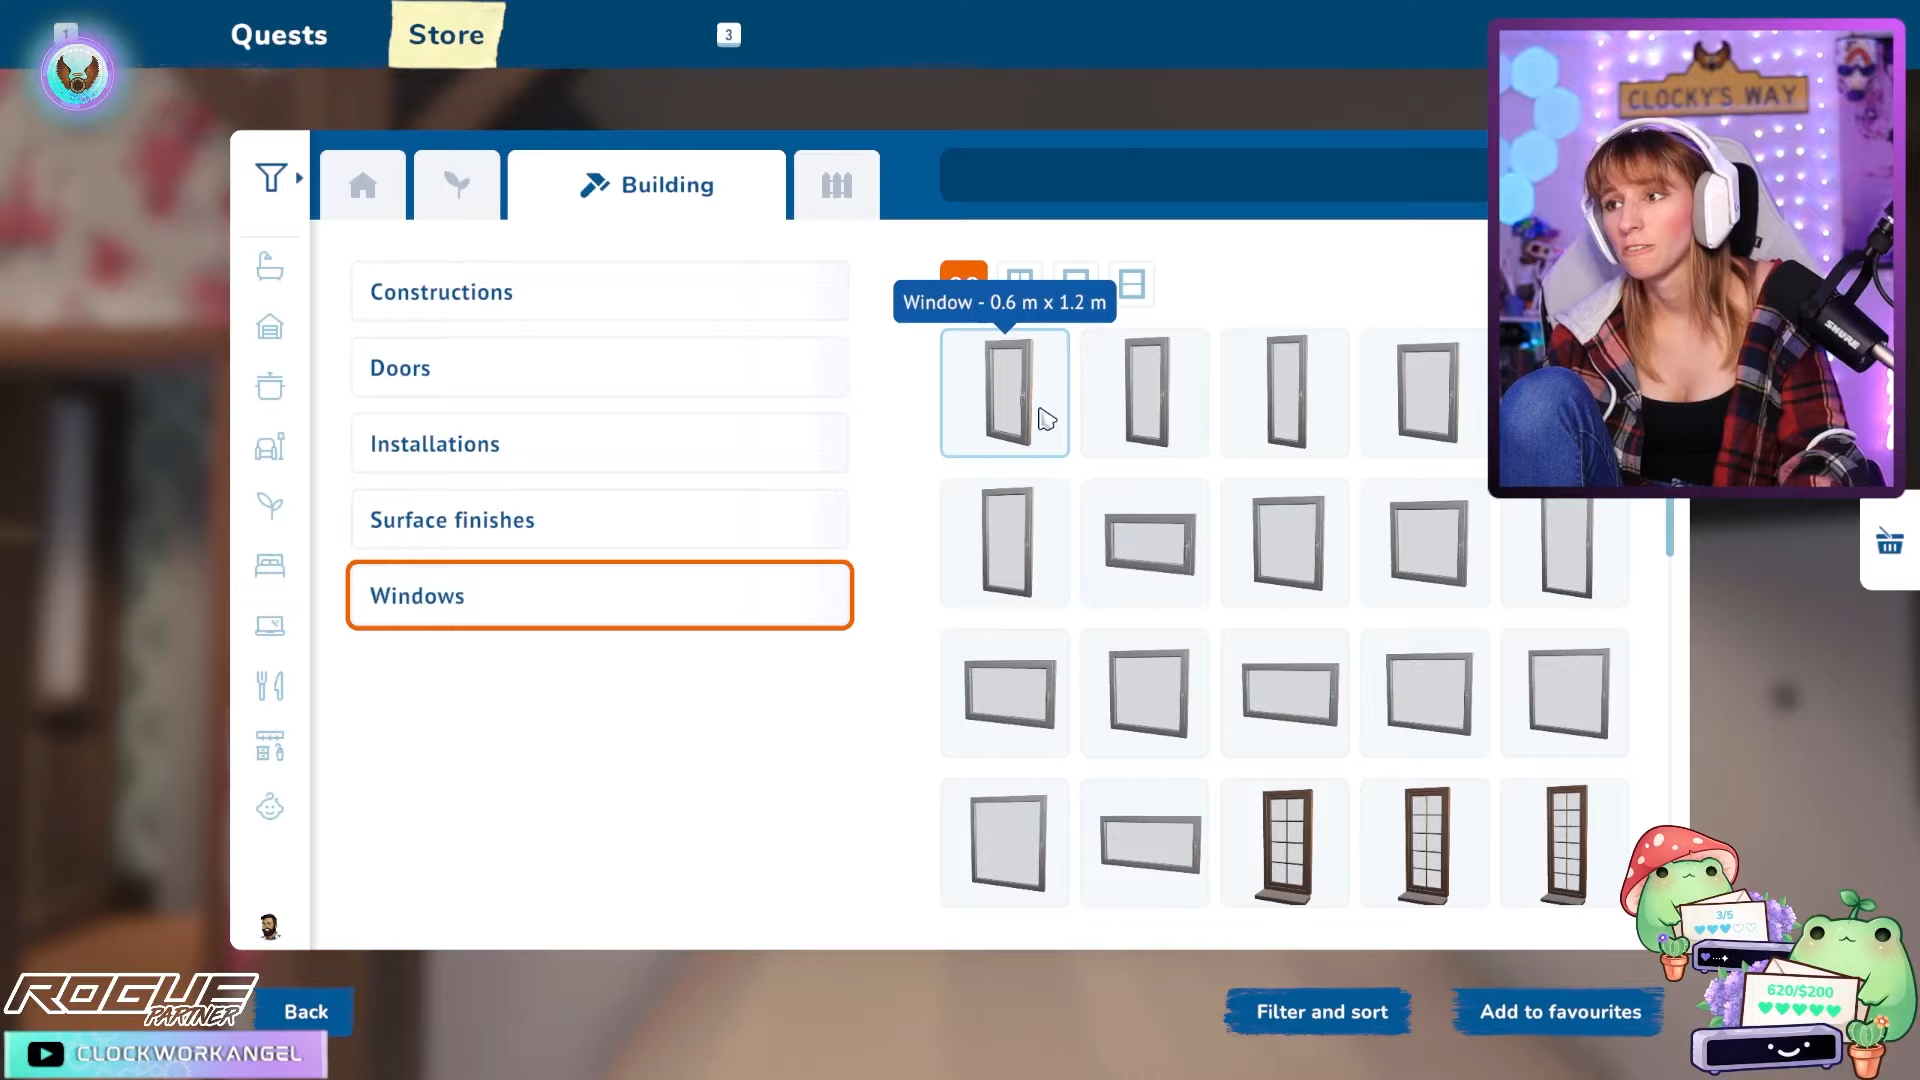 1
Quests
Store
3
CLOCKY'S WAY
Building
Constructions
Window - 0.6 m x 1.2 m
Doors
Installations
SHURE
Surface finishes
Windows
3/5
620/$200
ROGUE
PARTNER
Back
Filter and sort
Add to favourites
CLOCKWORKANGEL